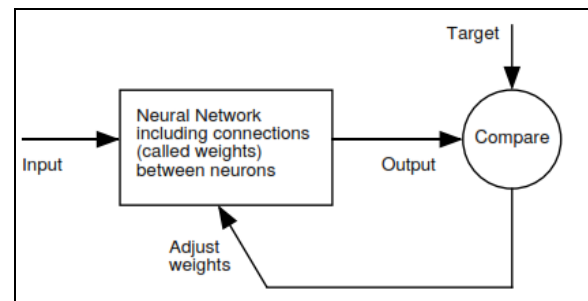 Target
Neural Network
including connections
(called weights)
between neurons
Compare
Input
Output
Adjust
weights